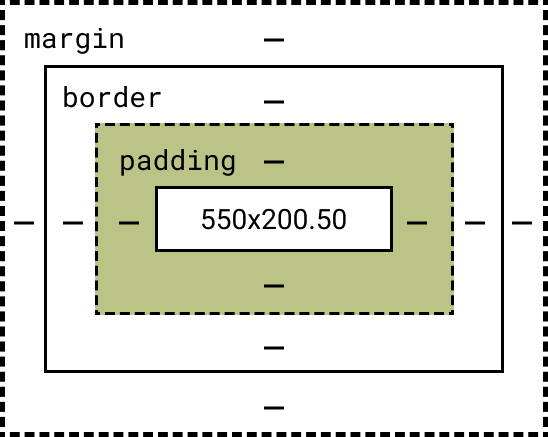 margin
–
border
–
padding –
– – – 550x200.50 – – –
–
–
–